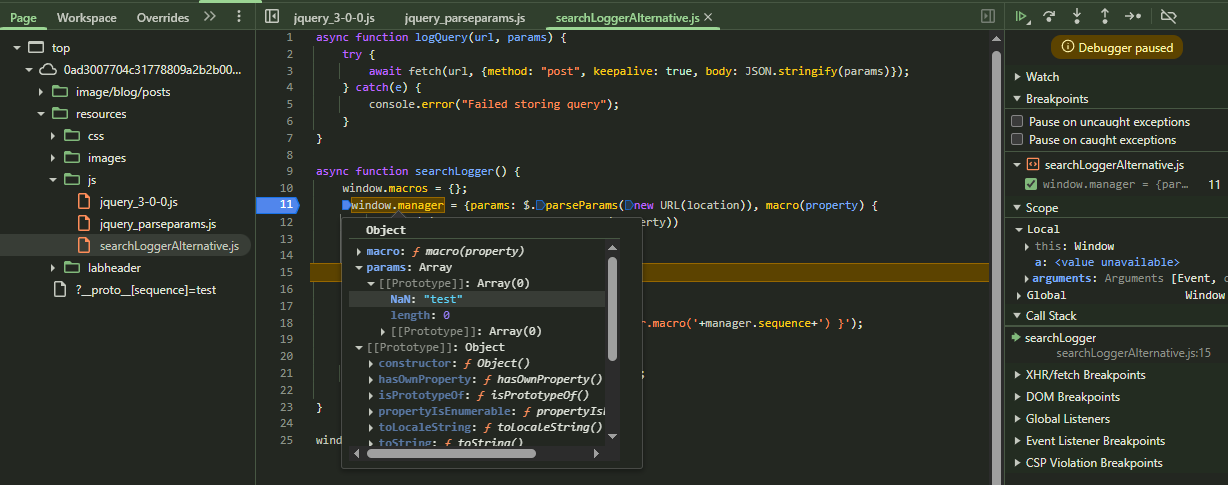 Page Workspace Overrides
top
0ad3007704c31778809a2b2b00...
image/blog/posts
resources
css
images
js
jquery_3-0-0.js
jquery_parseparams.js
searchLoggerAlternative.js
labheader
?__proto__[sequence]=test
jquery_3-0-0.js jquery_parseparams.js searchLoggerAlternative.js
1 async function logQuery(url, params) {
2 try {
3 await fetch(url, {method: "post", keepalive: true, body: JSON.stringify(params)});
4 } catch(e) {
5 console.error("Failed storing query");
6 }
7 }
8
9 async function searchLogger() {
10 window.macros = {};
11 window.manager = {params: $.parseParams(new URL(location)), macro(property) {
12 erty))
13
14
15
16
17
18 r.macro('+manager.sequence+') }');
19
20
21 ;
22
23 }
24
25 wind
Object
macro: ƒ macro(property)
params: Array
[[Prototype]]: Array(0)
NaN: "test"
length: 0
[[Prototype]]: Array(0)
[[Prototype]]: Object
constructor: ƒ Object()
hasOwnProperty: ƒ hasOwnProperty()
isPrototypeOf: ƒ isPrototypeOf()
propertyIsEnumerable: ƒ propertyIsE
toLocaleString: ƒ toLocaleString()
toString: ƒ toString()
Debugger paused
Watch
Breakpoints
Pause on uncaught exceptions
Pause on caught exceptions
searchLoggerAlternative.js
window.manager = {par... 11
Scope
Local
this: Window
a: <value unavailable>
arguments: Arguments [Event, c
Global Window
Call Stack
searchLogger
searchLoggerAlternative.js:15
XHR/fetch Breakpoints
DOM Breakpoints
Global Listeners
Event Listener Breakpoints
CSP Violation Breakpoints